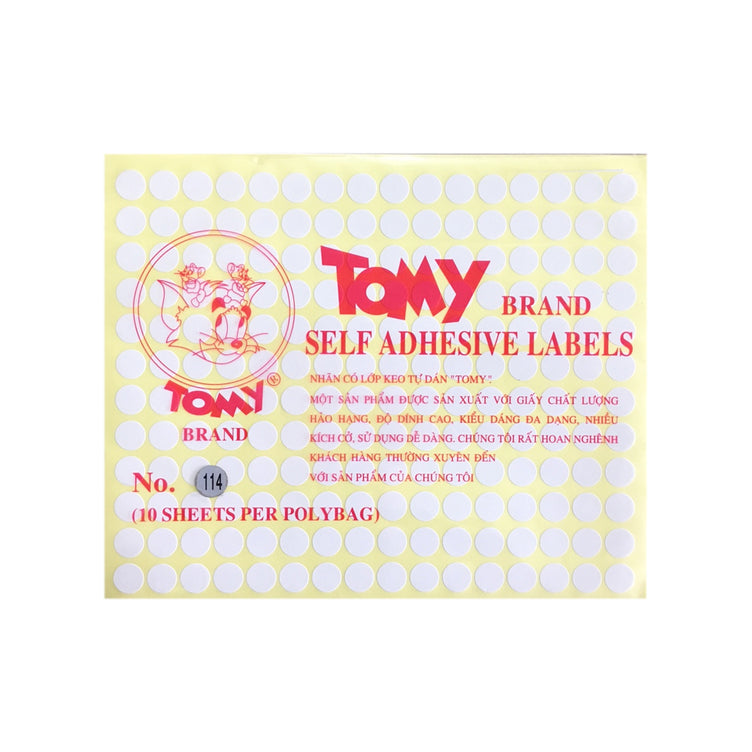 TOMY BRAND
SELF ADHESIVE LABELS
NHÃN CÓ LỚP KEO TỰ DÁN "TOMY".
MỘT SẢN PHẨM ĐƯỢC SẢN XUẤT VỚI GIẤY CHẤT LƯỢNG
HẢO HẠNG, ĐỘ DÍNH CAO, KIỂU DÁNG ĐA DẠNG, NHIỀU
KÍCH CỞ, SỬ DỤNG DỄ DÀNG. CHÚNG TÔI RẤT HOAN NGHÊNH
KHÁCH HÀNG THƯỜNG XUYÊN ĐẾN
VỚI SẢN PHẨM CỦA CHÚNG TÔI
TOMY ®
BRAND
No. 114
(10 SHEETS PER POLYBAG)